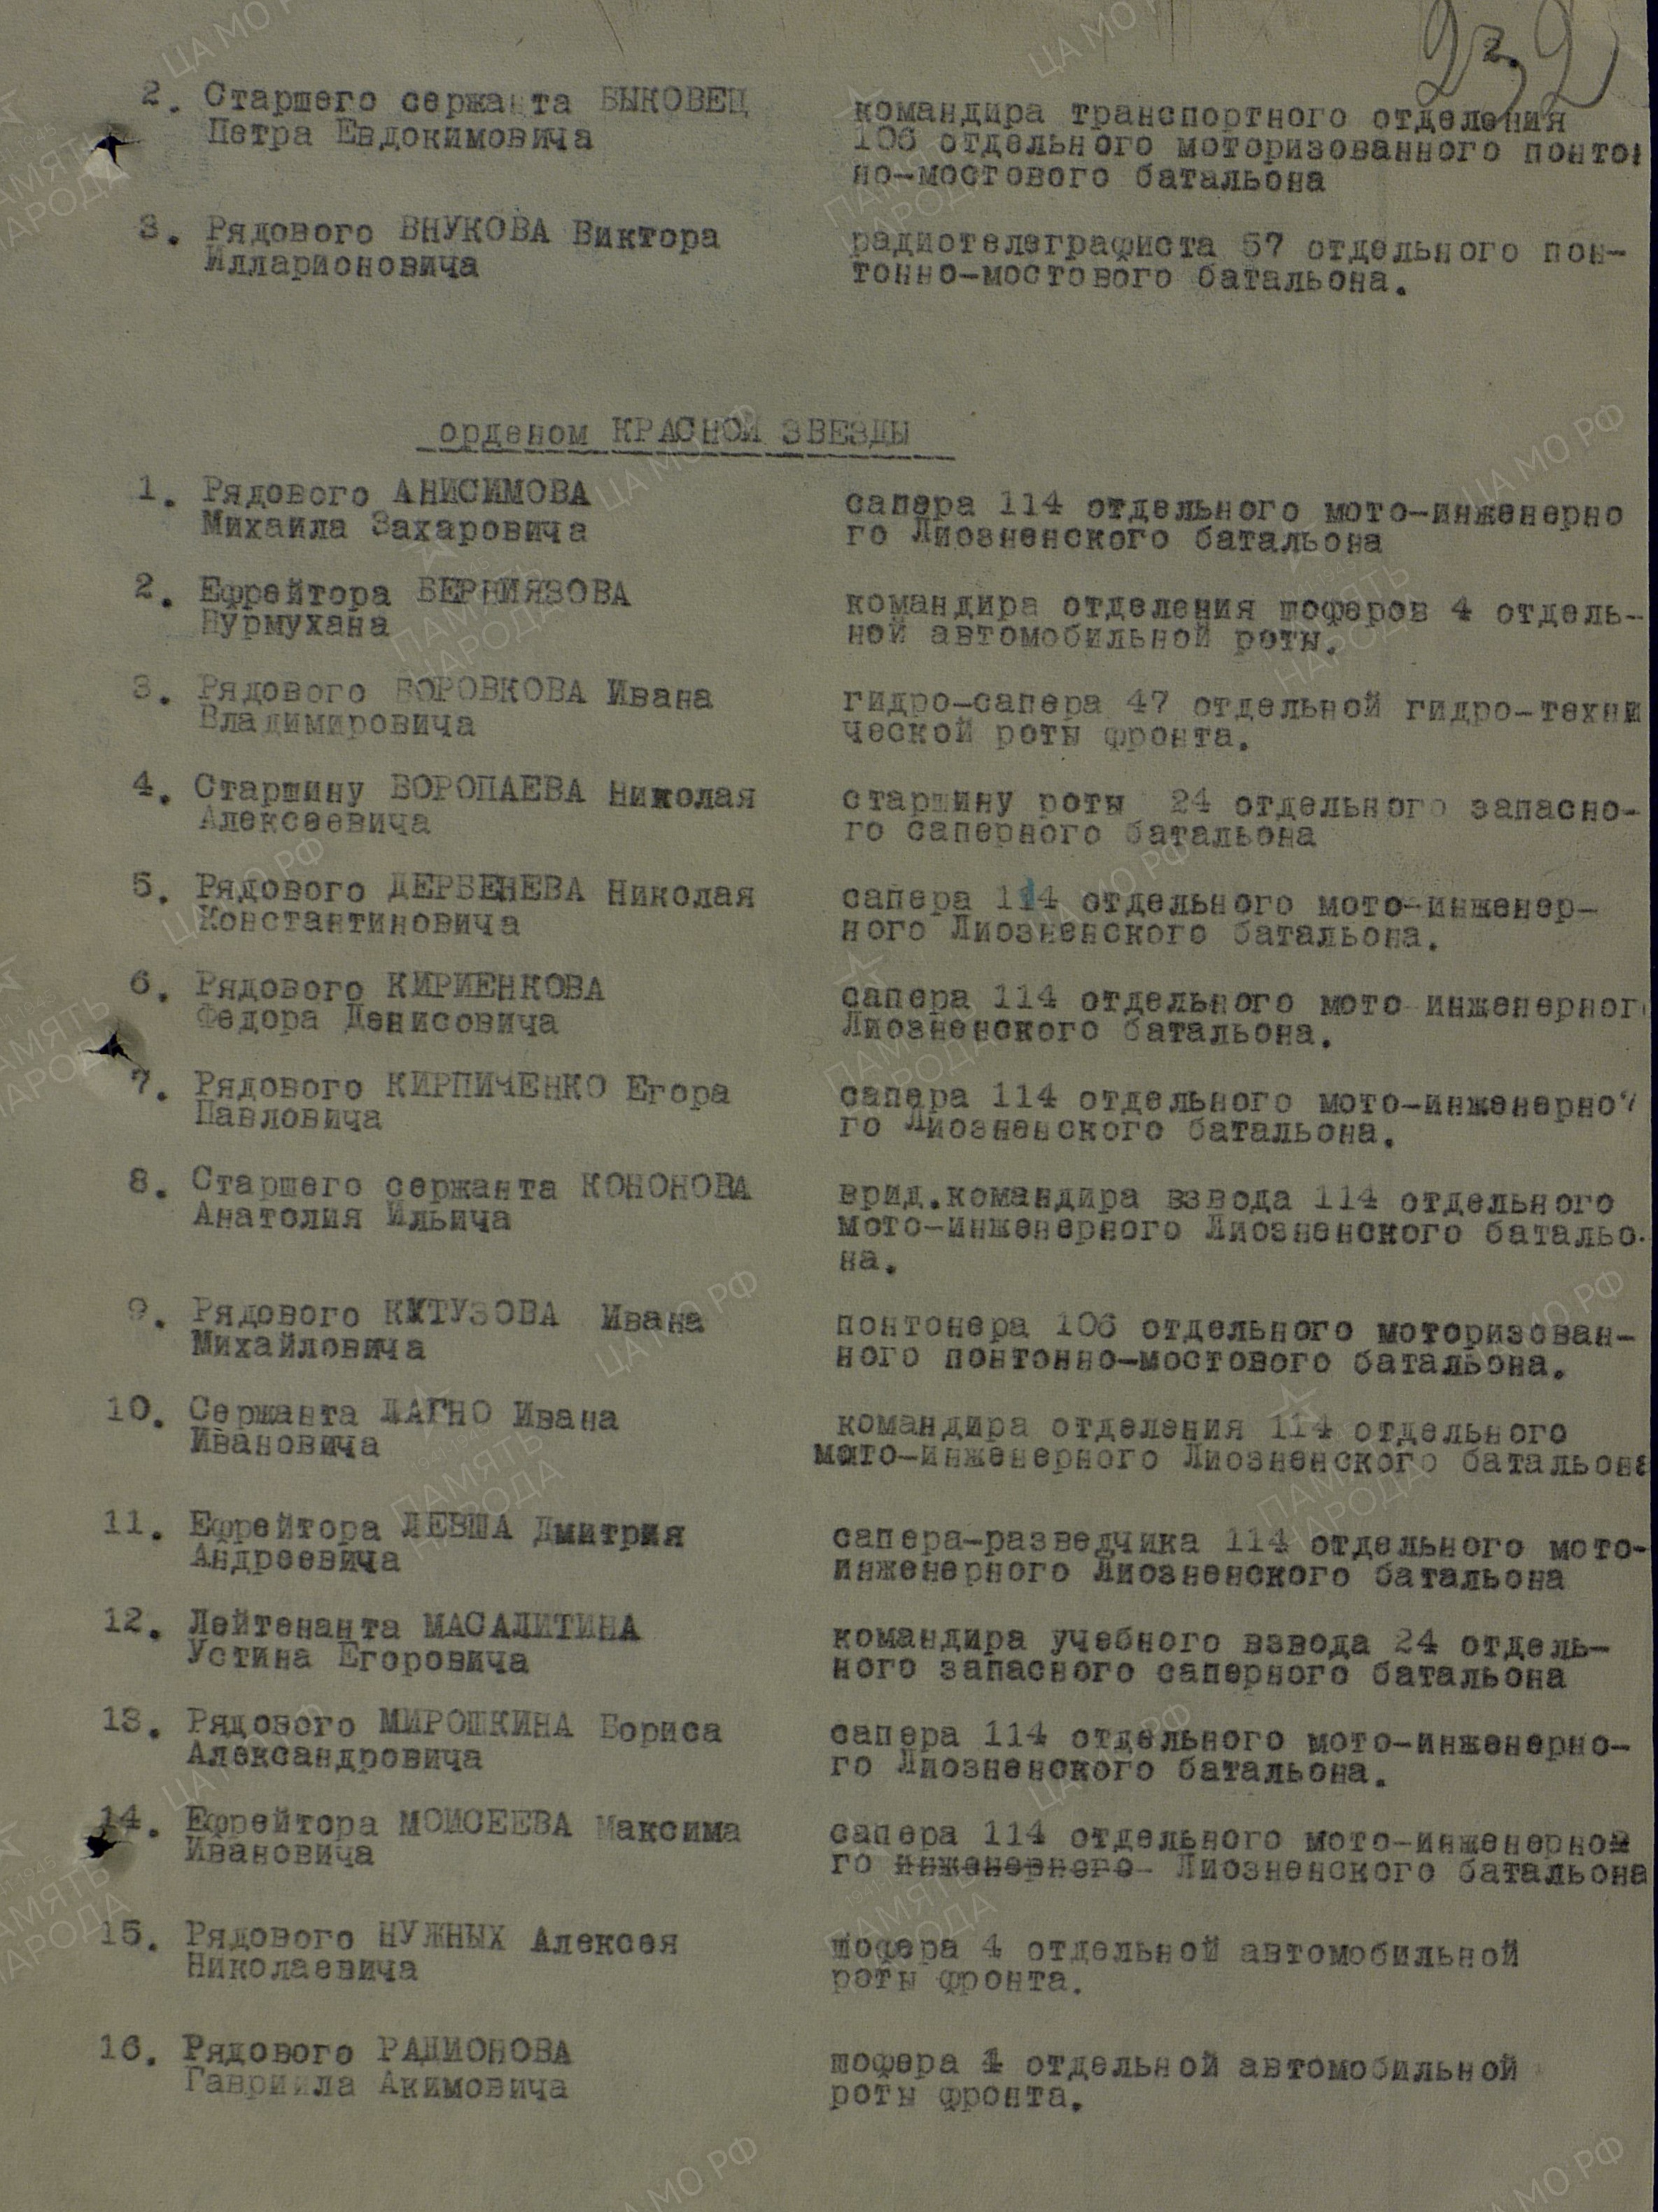 2. Старшего сержанта БЫКОВЕЦ
Петра Евдокимовича
командира транспортного отделения
106 отдельного моторизованного понтон
но-мостового батальона
3. Рядового ВНУКОВА Виктора
Илларионовича
радиотелеграфиста 57 отдельного пон-
тонно-мостового батальона.
орденом КРАСНОЙ ЗВЕЗДЫ
1. Рядового АНИСИМОВА
Михаила Захаровича
сапера 114 отдельного мото-инженерно
го Лиозненского батальона
2. Ефрейтора БЕРНИЯЗОВА
Нурмухана
командира отделения шоферов 4 отдель-
ной автомобильной роты.
3. Рядового БОРОВКОВА Ивана
Владимировича
гидро-сапера 47 отдельной гидро-техни
ческой роты фронта.
4. Старшину ВОРОПАЕВА Николая
Алексеевича
старшину роты 24 отдельного запасно-
го саперного батальона
5. Рядового ДЕРБЕНЕВА Николая
Константиновича
сапера 114 отдельного мото-инженер-
ного Лиозненского батальона.
6. Рядового КИРИЕНКОВА
Федора Денисовича
сапера 114 отдельного мото инженерного
Лиозненского батальона.
7. Рядового КИРПИЧЕНКО Егора
Павловича
сапера 114 отдельного мото-инженерно
го Лиозненского батальона.
8. Старшего сержанта КОНОНОВА
Анатолия Ильича
врид.командира взвода 114 отдельного
мото-инженерного Лиозненского батальо-
на.
9. Рядового КУТУЗОВА Ивана
Михайловича
понтонера 106 отдельного моторизован-
ного понтонно-мостового батальона.
10. Сержанта ЛАГНО Ивана
Ивановича
командира отделения 114 отдельного
мото-инженерного Лиозненского батальона
11. Ефрейтора ЛЕВША Дмитрия
Андреевича
сапера-разведчика 114 отдельного мото-
инженерного Лиозненского батальона
12. Лейтенанта МАСАЛИТИНА
Устина Егоровича
командира учебного взвода 24 отдель-
ного запасного саперного батальона
13. Рядового МИРОШКИНА Бориса
Александровича
сапера 114 отдельного мото-инженерно-
го Лиозненского батальона.
14. Ефрейтора МОИСЕЕВА Максима
Ивановича
сапера 114 отдельного мото-инженерно
го инженерного- Лиозненского батальона
15. Рядового НУЖНЫХ Алексея
Николаевича
шофера 4 отдельной автомобильной
роты фронта.
16. Рядового РАДИОНОВА
Гавриила Акимовича
шофера 4 отдельной автомобильной
роты фронта.